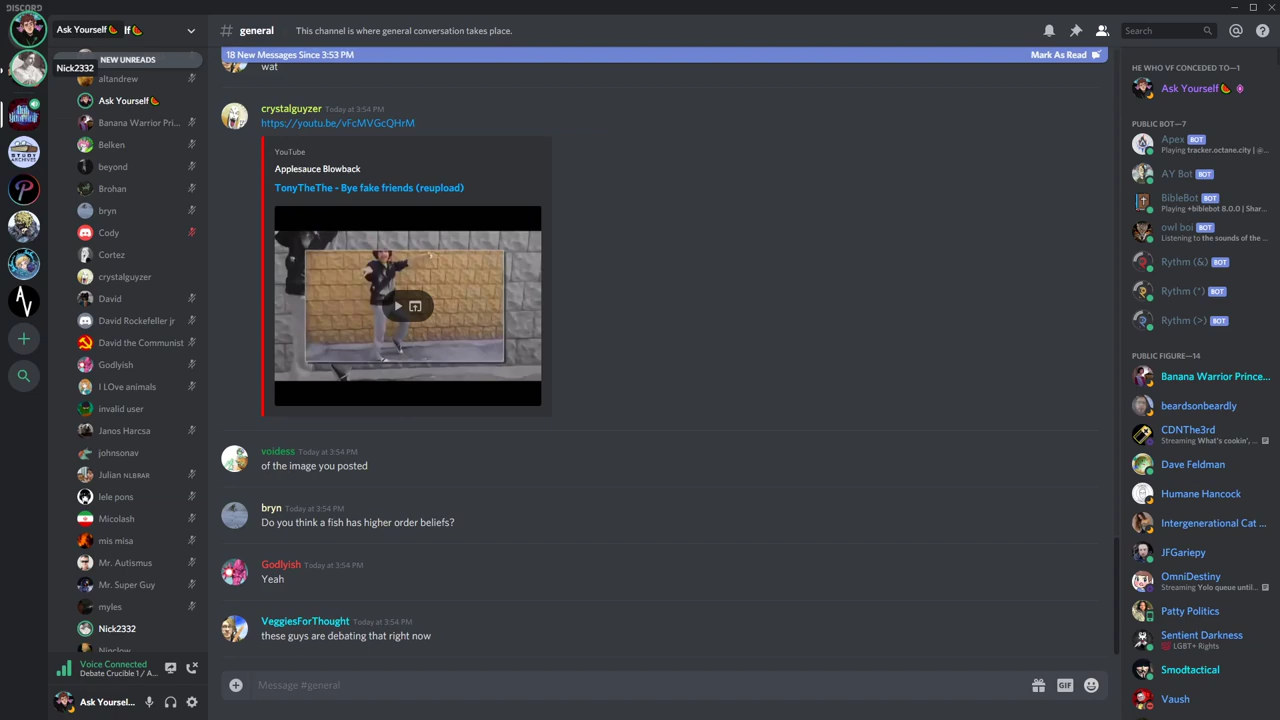 DISCORD
Ask Yourself🍉 If🍉
Nick2332
NEW UNREADS
altandrew
Ask Yourself🍉
Banana Warrior Pri...
Belken
beyond
Brohan
bryn
Cody
Cortez
crystalguyzer
David
David Rockefeller jr
David the Communist
Godlyish
I LOve animals
invalid user
Janos Harcsa
johnsonav
Julian NLBRAR
lele pons
Micolash
mis misa
Mr. Autismus
Mr. Super Guy
myles
Nick2332
Voice Connected
Debate Crucible 1 / A...
Ask Yoursel...
# general
This channel is where general conversation takes place.
Search
18 New Messages Since 3:53 PM
Mark As Read
wat
crystalguyzer Today at 3:54 PM
https://youtu.be/vFcMVGcQHrM
YouTube
Applesauce Blowback
TonyTheThe - Bye fake friends (reupload)
voidess Today at 3:54 PM
of the image you posted
bryn Today at 3:54 PM
Do you think a fish has higher order beliefs?
Godlyish Today at 3:54 PM
Yeah
VeggiesForThought Today at 3:54 PM
these guys are debating that right now
Message #general
GIF
HE WHO VF CONCEDED TO—1
Ask Yourself🍉
PUBLIC BOT—7
Apex BOT
Playing tracker.octane.city | @...
AY Bot BOT
BibleBot BOT
Playing +biblebot 8.0.0 | Shar...
owl boi BOT
Listening to the sounds of the ...
Rythm (&) BOT
Rythm (*) BOT
Rythm (>) BOT
PUBLIC FIGURE—14
Banana Warrior Prince...
beardsonbeardly
CDNThe3rd
Streaming What's cookin', ...
Dave Feldman
Humane Hancock
Intergenerational Cat ...
JFGariepy
OmniDestiny
Streaming Yolo queue until...
Patty Politics
Sentient Darkness
LGBT+ Rights
Smodtactical
Vaush